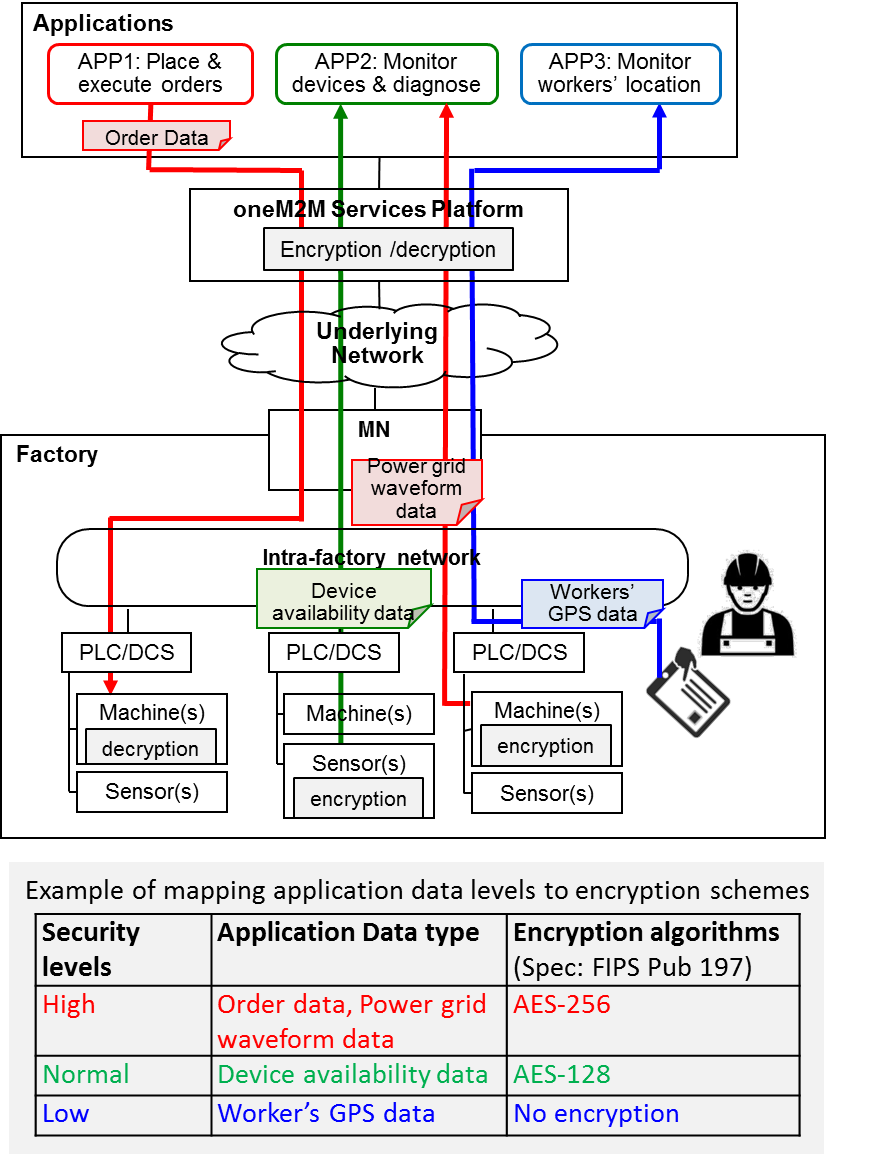 Applications
APP1: Place &
execute orders
APP2: Monitor
devices & diagnose
APP3: Monitor
workers’ location
Order Data
oneM2M Services Platform
Encryption /decryption
Underlying
Network
MN
Factory
Power grid
waveform
data
Intra-factory network
Device
availability data
Workers’
GPS data
PLC/DCS
PLC/DCS
PLC/DCS
Machine(s)
decryption
Sensor(s)
Machine(s)
Sensor(s)
encryption
Machine(s)
encryption
Sensor(s)
Example of mapping application data levels to encryption schemes
Security
levels
Application Data type
Encryption algorithms
(Spec: FIPS Pub 197)
High
Order data, Power grid
waveform data
AES-256
Normal
Device availability data
AES-128
Low
Worker’s GPS data
No encryption